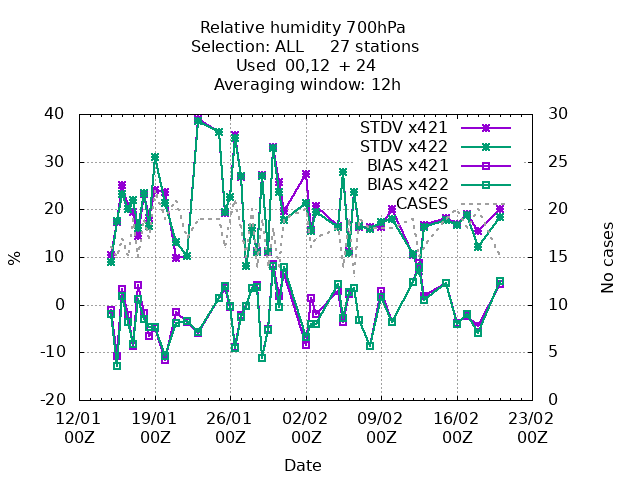 Relative humidity 700hPa
Selection: ALL 27 stations
Used 00,12 + 24
Averaging window: 12h
STDV x421
STDV x422
BIAS x421
BIAS x422
CASES
40
30
20
10
0
-10
-20
%
30
25
20
15
10
5
0
No cases
12/01 19/01 26/01 02/02 09/02 16/02 23/02
00Z 00Z 00Z 00Z 00Z 00Z 00Z
Date